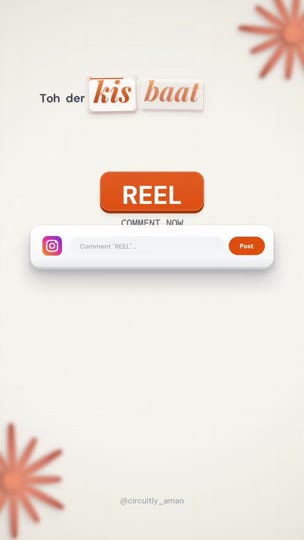 Toh der kis baat
REEL
COMMENT NOW
Comment "REEL"...
Post
@circuitly_aman